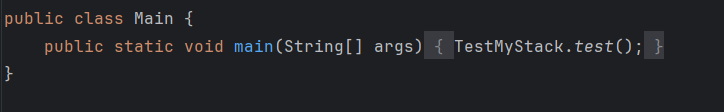 public class Main {
    public static void main(String[] args) { TestMyStack.test(); }
}